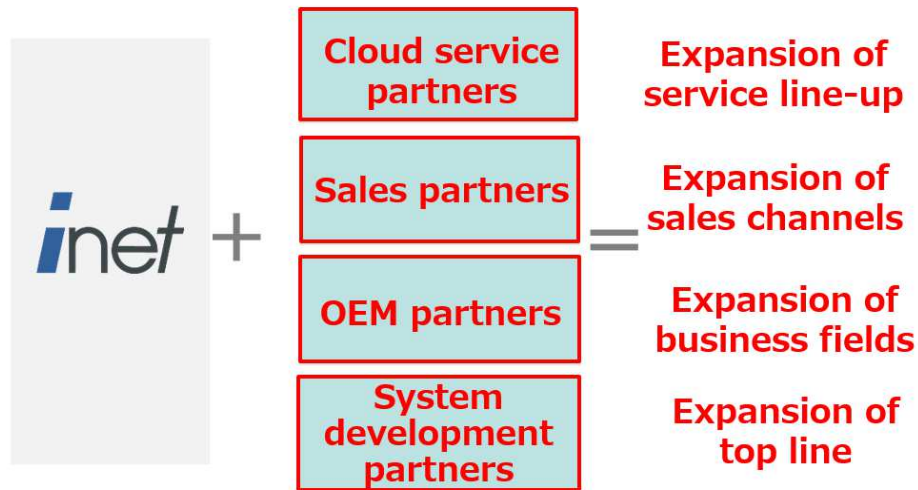 inet
+
Cloud service
partners
Sales partners
OEM partners
System
development
partners
=
Expansion of
service line-up
Expansion of
sales channels
Expansion of
business fields
Expansion of
top line